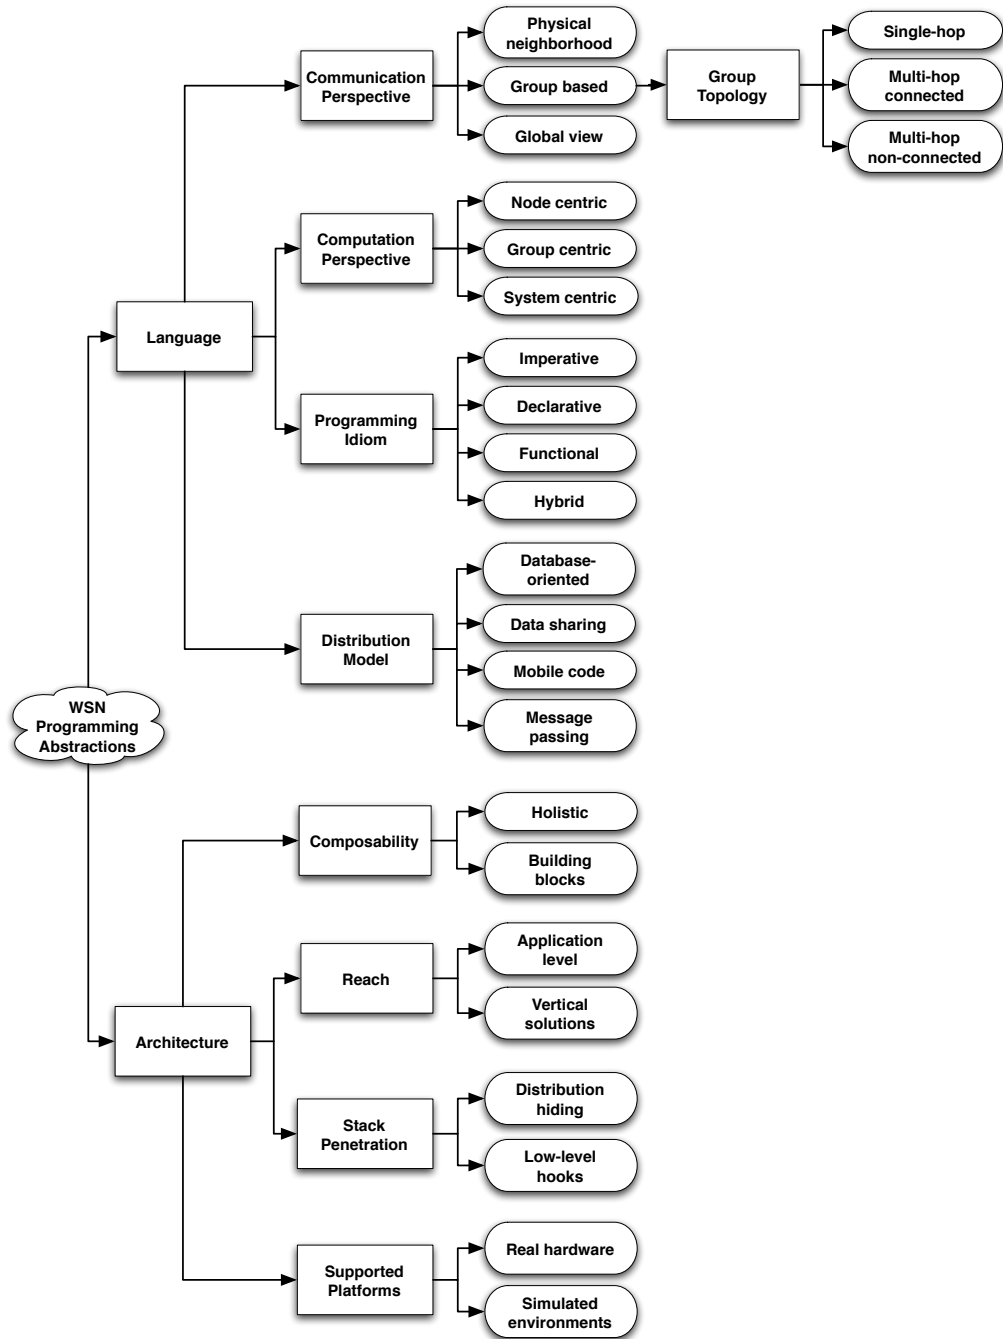 Physical
neighborhood
Single-hop
Communication
Perspective
Group based
Group
Topology
Multi-hop
connected
Global view
Multi-hop
non-connected
Node centric
Computation
Perspective
Group centric
System centric
Language
Imperative
Programming
Idiom
Declarative
Functional
Hybrid
Database-
oriented
Distribution
Model
Data sharing
Mobile code
Message
passing
WSN
Programming
Abstractions
Composability
Holistic
Building
blocks
Reach
Application
level
Vertical
solutions
Architecture
Stack
Penetration
Distribution
hiding
Low-level
hooks
Supported
Platforms
Real hardware
Simulated
environments